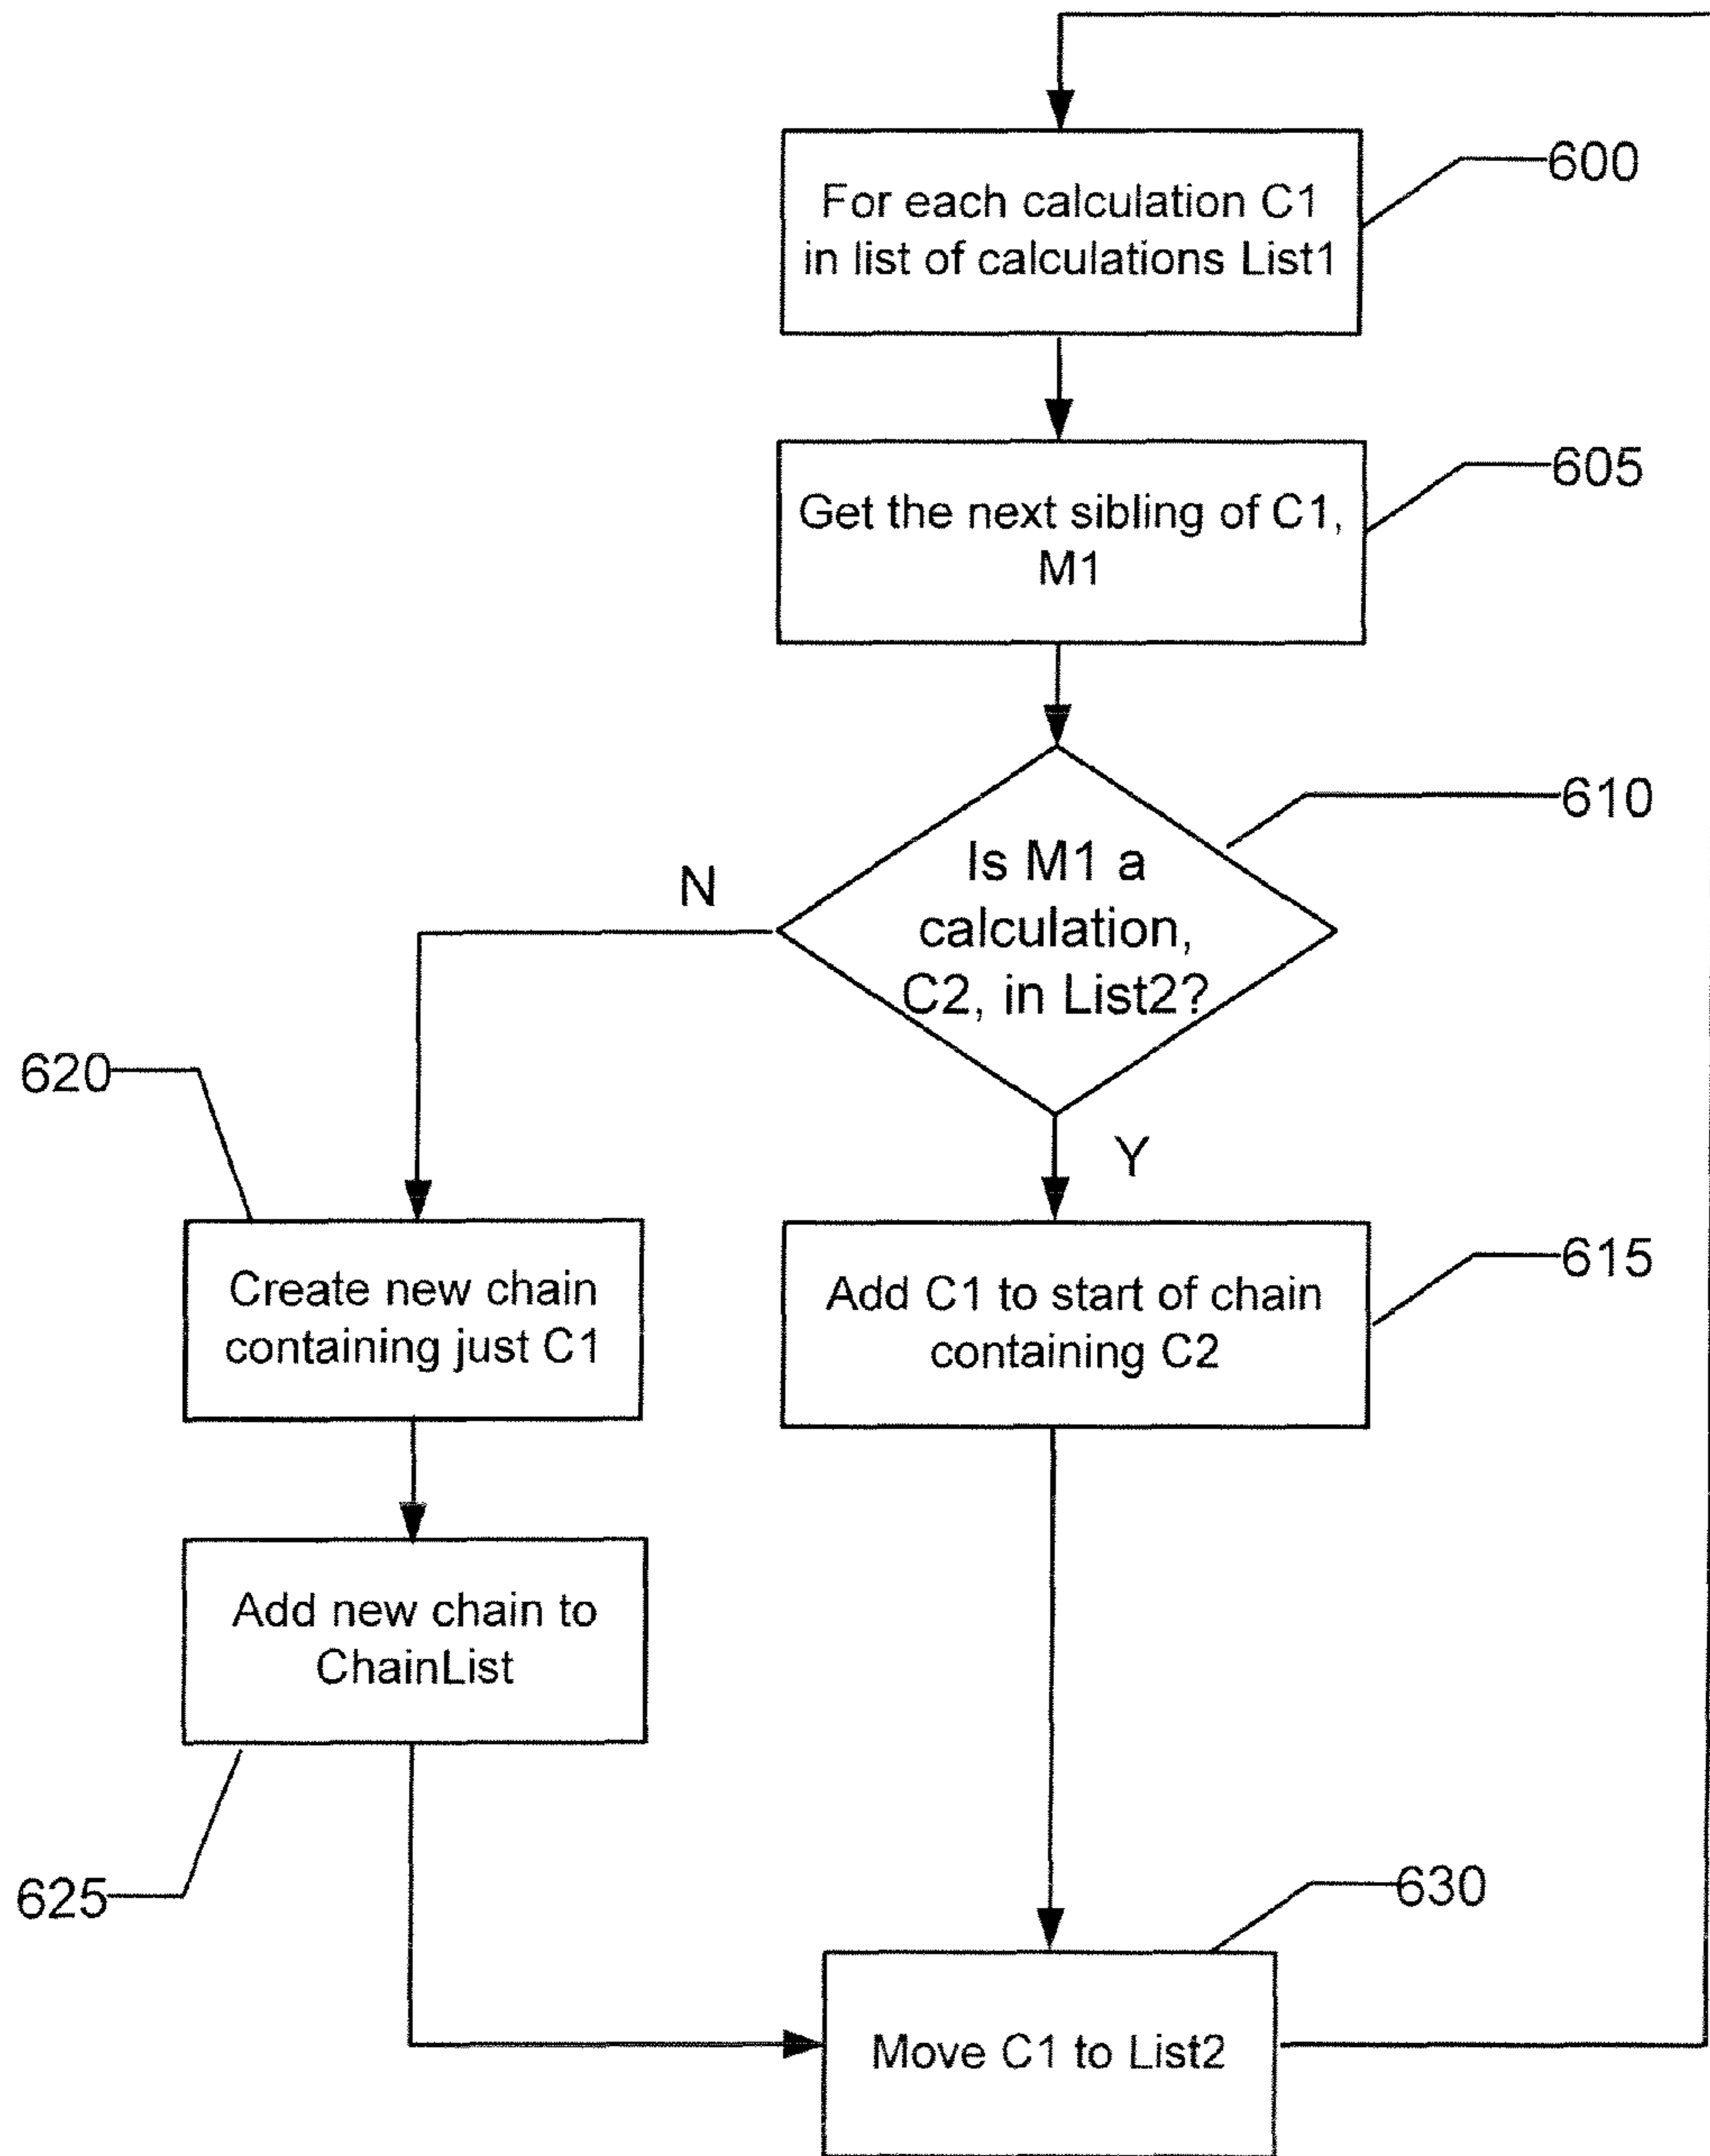 For each calculation C1
in list of calculations List1
600
Get the next sibling of C1,
M1
605
Is M1 a
calculation,
C2, in List2?
610
N
Y
620
Create new chain
containing just C1
Add C1 to start of chain
containing C2
615
Add new chain to
ChainList
625
630
Move C1 to List2